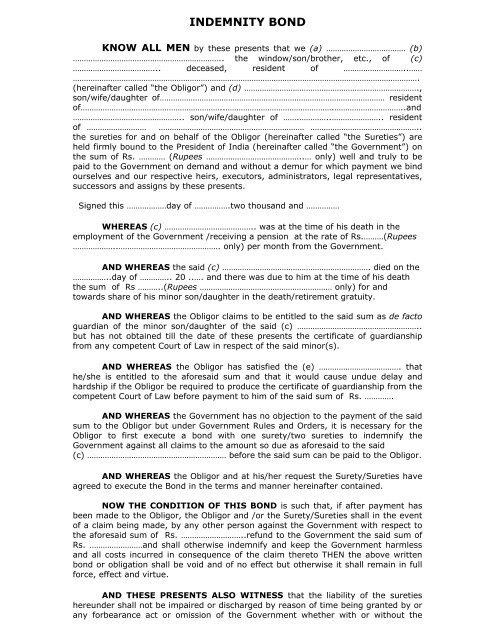 INDEMNITY BOND
KNOW ALL MEN by these presents that we (a) ……………………………… (b)
…………………………………………………………. the window/son/brother, etc., of (c)
………………………………... deceased, resident of ………………………..……
……………………………………………………………………………………………………………………………………….
(hereinafter called "the Obligor") and (d) ……………………………………………………………………,
son/wife/daughter of………………………………………………………………………………………… resident
of………………………………………………………………………………………………………………………………..and
………………………………………….. son/wife/daughter of ……………………………………... resident
of …………………………………………………………………………………………………………………………………...
the sureties for and on behalf of the Obligor (hereinafter called "the Sureties") are
held firmly bound to the President of India (hereinafter called "the Government") on
the sum of Rs. ………… (Rupees ……………………………………..… only) well and truly to be
paid to the Government on demand and without a demur for which payment we bind
ourselves and our respective heirs, executors, administrators, legal representatives,
successors and assigns by these presents.
Signed this ………………day of …………….two thousand and ……………
WHEREAS (c) ………………………………….. was at the time of his death in the
employment of the Government /receiving a pension at the rate of Rs.………(Rupees
………………..………………………………………. only) per month from the Government.
AND WHEREAS the said (c) …………………………………………………………. died on the
……………..day of ………….. 20 ..…. and there was due to him at the time of his death
the sum of Rs ………..(Rupees …………………………………………………… only) for and
towards share of his minor son/daughter in the death/retirement gratuity.
AND WHEREAS the Obligor claims to be entitled to the said sum as de facto
guardian of the minor son/daughter of the said (c) ………………………………………………..
but has not obtained till the date of these presents the certificate of guardianship
from any competent Court of Law in respect of the said minor(s).
AND WHEREAS the Obligor has satisfied the (e) ………………………………. that
he/she is entitled to the aforesaid sum and that it would cause undue delay and
hardship if the Obligor be required to produce the certificate of guardianship from the
competent Court of Law before payment to him of the said sum of Rs. ………….
AND WHEREAS the Government has no objection to the payment of the said
sum to the Obligor but under Government Rules and Orders, it is necessary for the
Obligor to first execute a bond with one surety/two sureties to indemnify the
Government against all claims to the amount so due as aforesaid to the said
(c) ……………………………………………………… before the said sum can be paid to the Obligor.
AND WHEREAS the Obligor and at his/her request the Surety/Sureties have
agreed to execute the Bond in the terms and manner hereinafter contained.
NOW THE CONDITION OF THIS BOND is such that, if after payment has
been made to the Obligor, the Obligor and /or the Surety/Sureties shall in the event
of a claim being made, by any other person against the Government with respect to
the aforesaid sum of Rs. ………………………..refund to the Government the said sum of
Rs. ……………………and shall otherwise indemnify and keep the Government harmless
and all costs incurred in consequence of the claim thereto THEN the above written
bond or obligation shall be void and of no effect but otherwise it shall remain in full
force, effect and virtue.
AND THESE PRESENTS ALSO WITNESS that the liability of the sureties
hereunder shall not be impaired or discharged by reason of time being granted by or
any forbearance act or omission of the Government whether with or without the